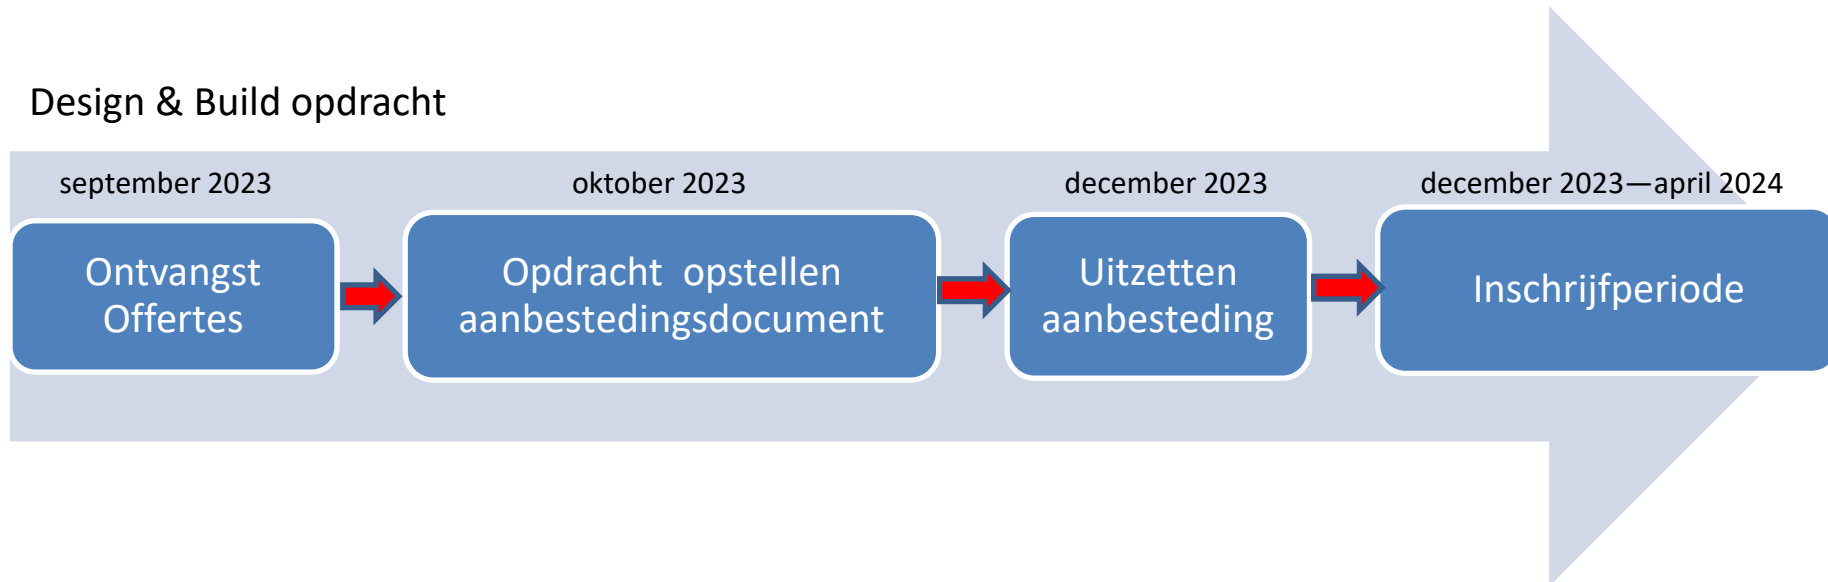 Design & Build opdracht
september 2023
oktober 2023
december 2023
december 2023—april 2024
Ontvangst
Offertes
Opdracht  opstellen
aanbestedingsdocument
Uitzetten
aanbesteding
Inschrijfperiode